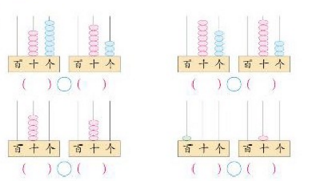 百 十 个 百 十 个 百 十 个 百 十 个
( ) ○ ( ) ( ) ○ ( )
百 十 个 百 十 个 百 十 个 百 十 个
( ) ○ ( ) ( ) ○ ( )